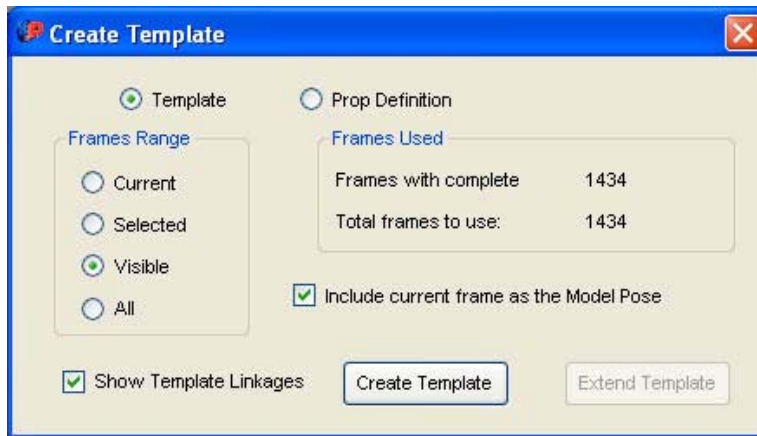 Create Template
Template Prop Definition
Frames Range
Current
Selected
Visible
All
Frames Used
Frames with complete 1434
Total frames to use: 1434
Include current frame as the Model Pose
Show Template Linkages
Create Template
Extend Template